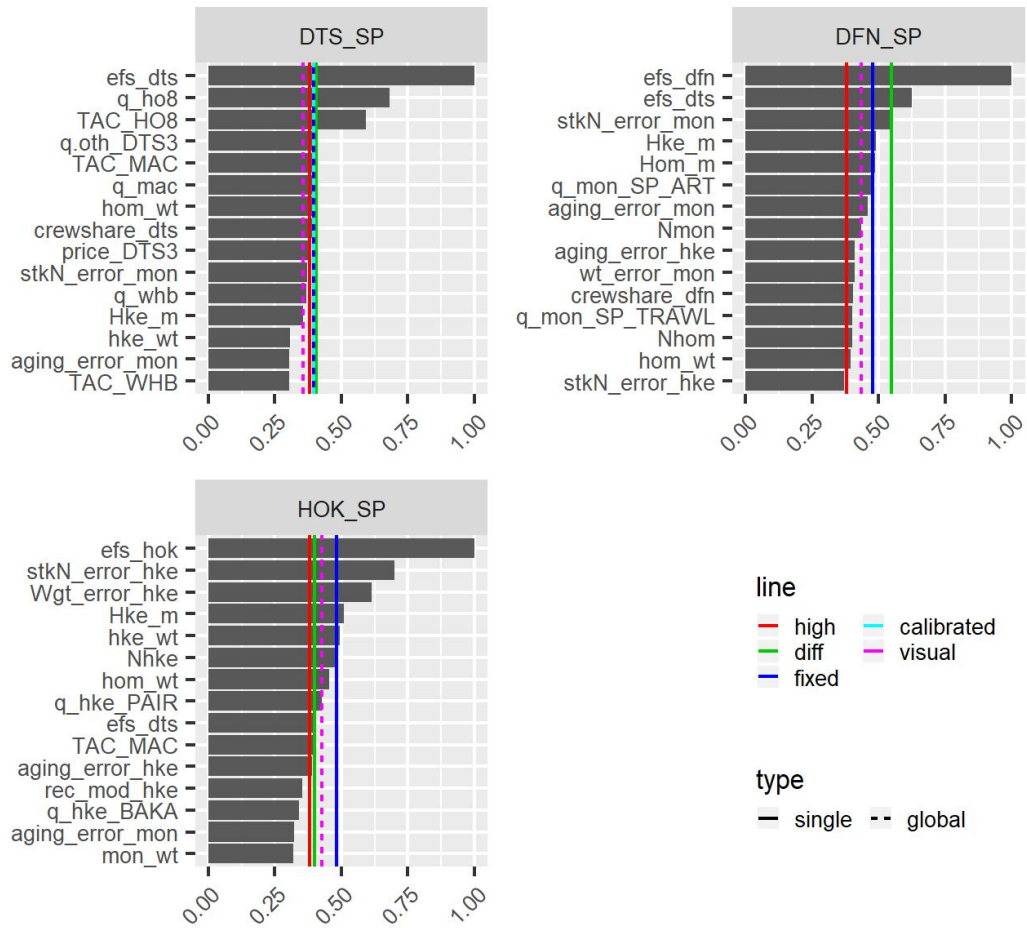 DTS_SP
efs_dts
q_ho8
TAC_HO8
q.oth_DTS3
TAC_MAC
q_mac
hom_wt
crewshare_dts
price_DTS3
stkN_error_mon
q_whb
Hke_m
hke_wt
aging_error_mon
TAC_WHB
0.00 0.25 0.50 0.75 1.00
DFN_SP
efs_dfn
efs_dts
stkN_error_mon
Hke_m
Hom_m
q_mon_SP_ART
aging_error_mon
Nmon
aging_error_hke
wt_error_mon
crewshare_dfn
q_mon_SP_TRAWL
Nhom
hom_wt
stkN_error_hke
0.00 0.25 0.50 0.75 1.00
HOK_SP
efs_hok
stkN_error_hke
Wgt_error_hke
Hke_m
hke_wt
Nhke
hom_wt
q_hke_PAIR
efs_dts
TAC_MAC
aging_error_hke
rec_mod_hke
q_hke_BAKA
aging_error_mon
mon_wt
0.00 0.25 0.50 0.75 1.00
line
high calibrated
diff visual
fixed
type
single global